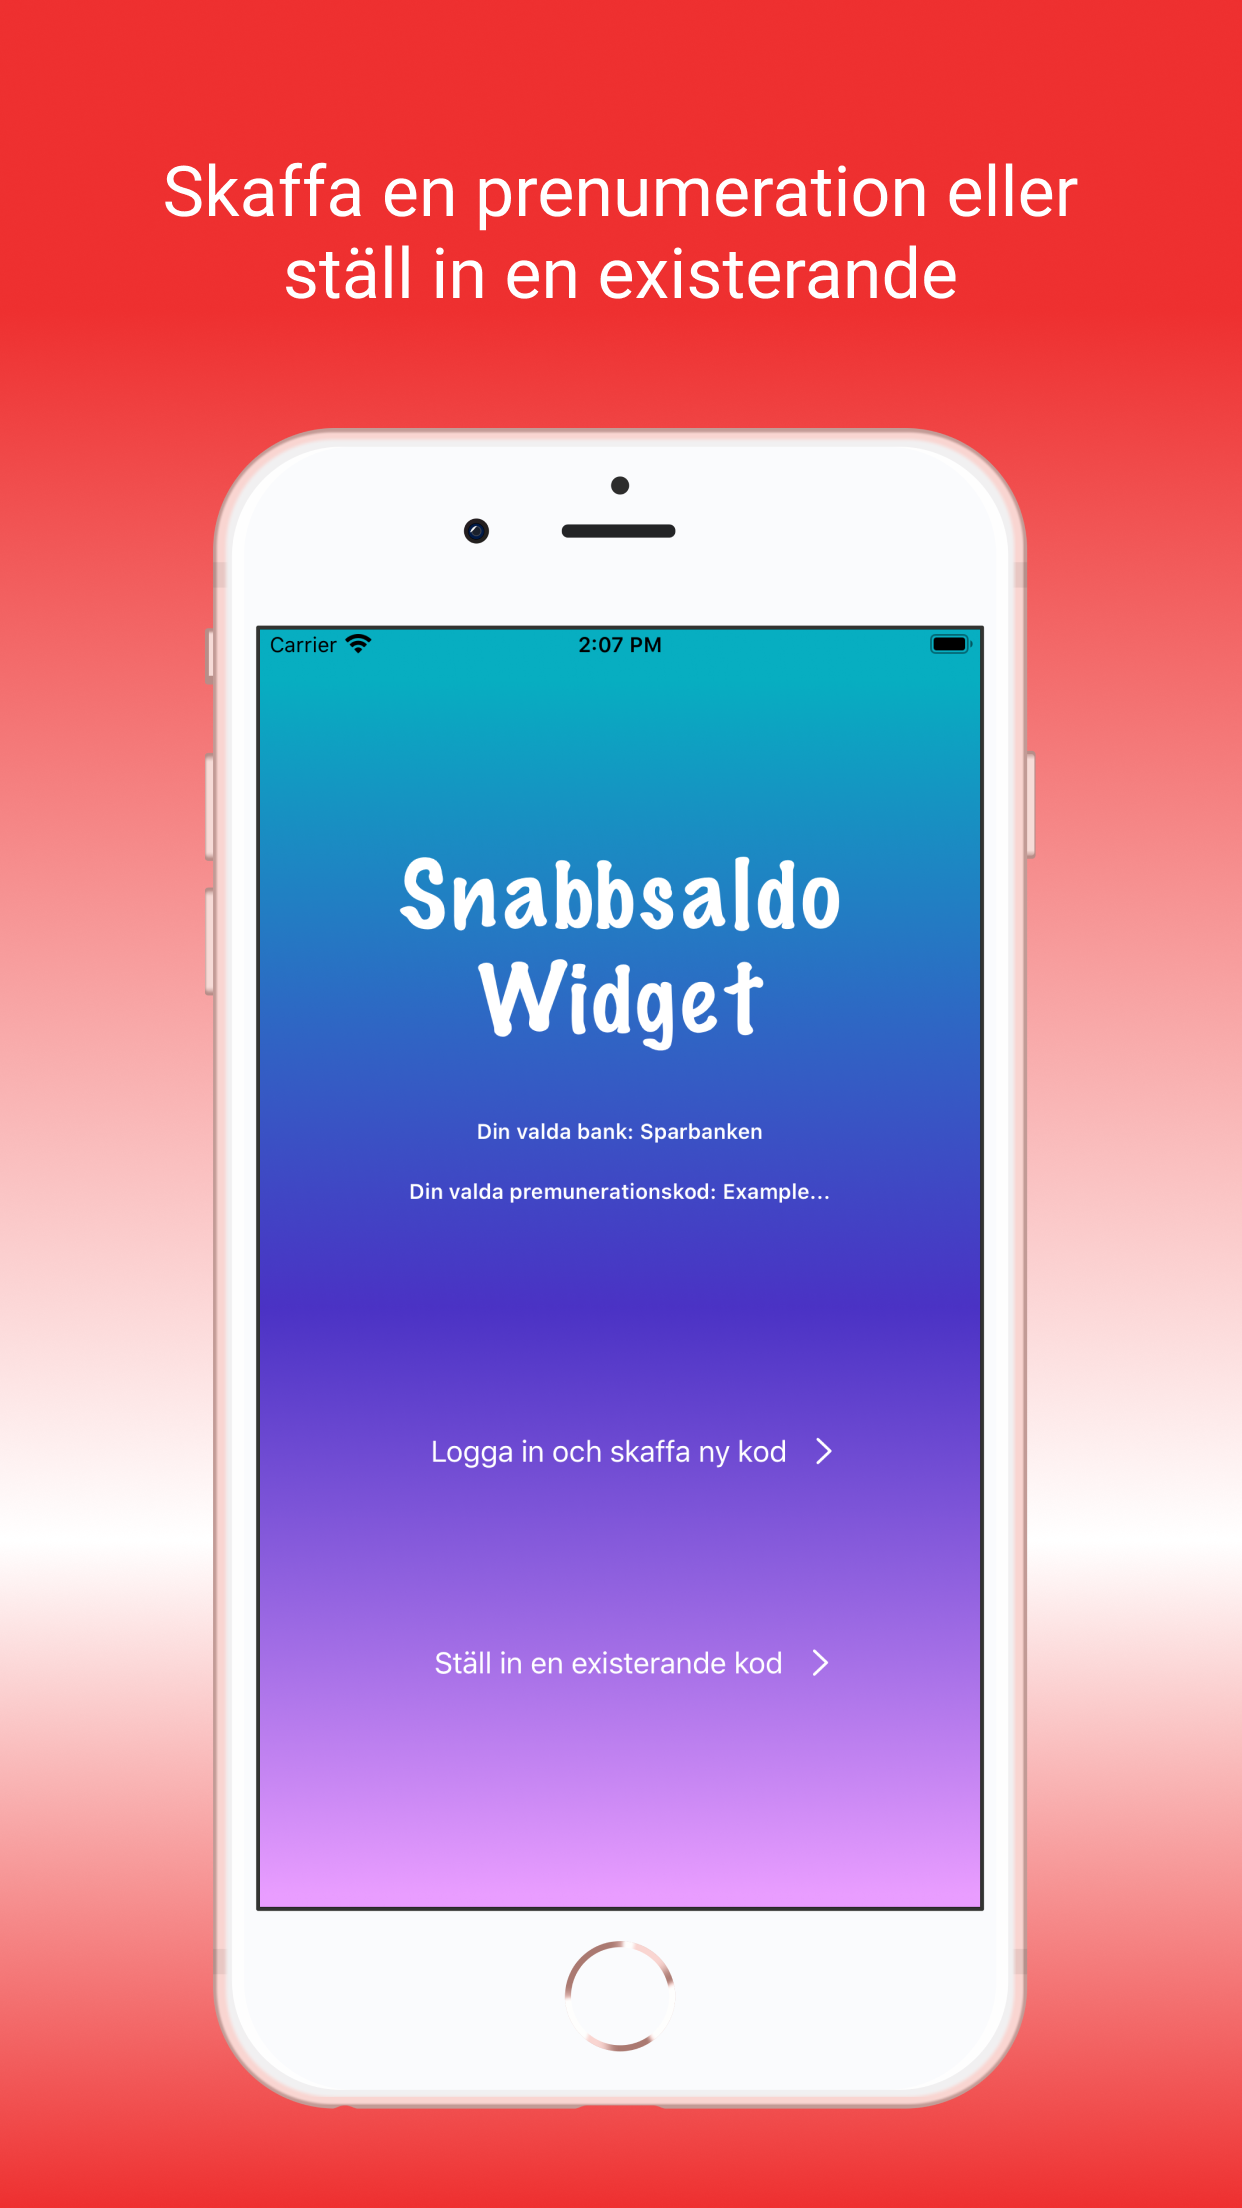 Skaffa en prenumeration eller
ställ in en existerande
Carrier 2:07 PM
Snabbsaldo
Widget
Din valda bank: Sparbanken
Din valda premunerationskod: Example...
Logga in och skaffa ny kod
Ställ in en existerande kod